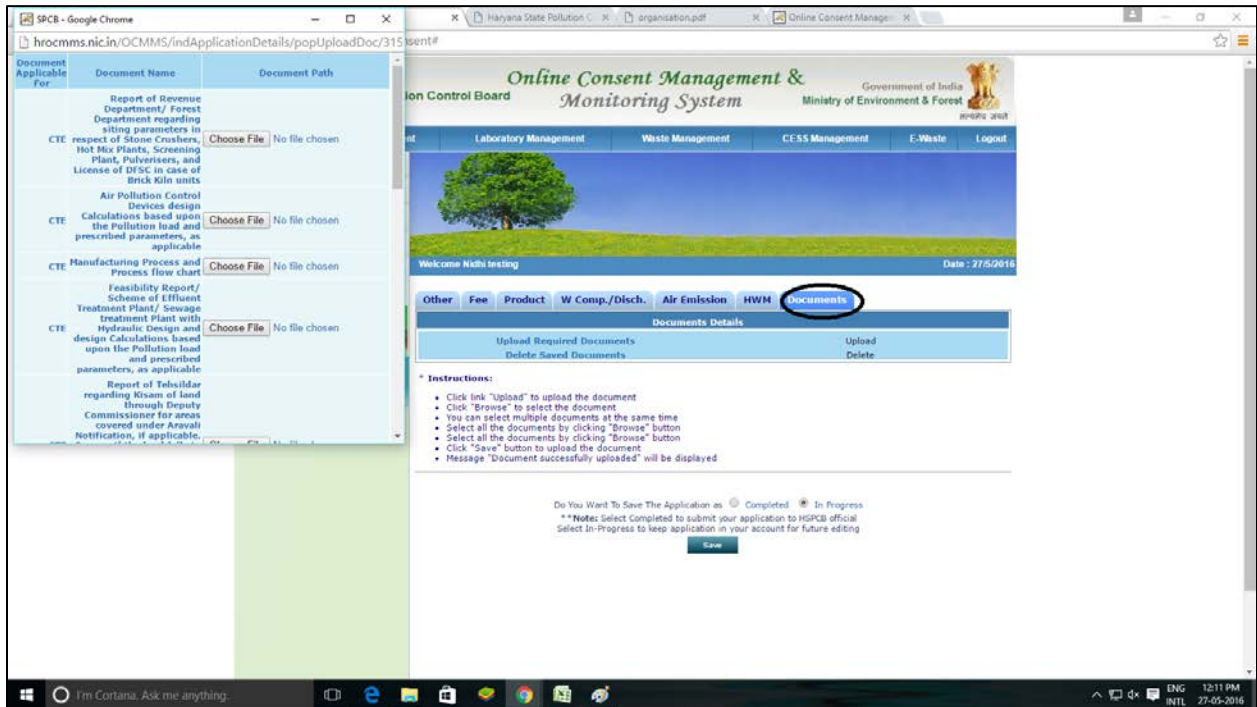 SPCB - Google Chrome
hrocmms.nic.in/OCMMS/indApplicationDetails/popUploadDoc/315
Document
Applicable
For
Document Name
Document Path
CTE
Report of Revenue
Department/ Forest
Department regarding
siting parameters in
respect of Stone Crushers,
Hot Mix Plants, Screening
Plant, Pulverisers, and
License of DFSC in case of
Brick Kiln units
Choose File No file chosen
CTE
Air Pollution Control
Devices design
Calculations based upon
the Pollution load and
prescribed parameters, as
applicable
Choose File No file chosen
CTE
Manufacturing Process and
Process flow chart
Choose File No file chosen
CTE
Feasibility Report/
Scheme of Effluent
Treatment Plant/ Sewage
treatment Plant with
Hydraulic Design and
design Calculations based
upon the Pollution load
and prescribed
parameters, as applicable
Choose File No file chosen
Report of Tehsildar
regarding Kisam of land
through Deputy
Commissioner for areas
covered under Aravali
Notification, if applicable.
Haryana State Pollution C
organisation.pdf
Online Consent Manage
nsent#
Online Consent Management &
Monitoring System
ion Control Board
Government of India
Ministry of Environment & Forest
सत्यमेव जयते
nt Laboratory Management Waste Management CESS Management E-Waste Logout
Welcome Nidhi testing
Date : 27/5/2016
Other Fee Product W Comp./Disch. Air Emission HWM Documents
Documents Details
Upload Required Documents Upload
Delete Saved Documents Delete
* Instructions:
• Click link "Upload" to upload the document
• Click "Browse" to select the document
• You can select multiple documents at the same time
• Select all the documents by clicking "Browse" button
• Select all the documents by clicking "Browse" button
• Click "Save" button to upload the document
• Message "Document successfully uploaded" will be displayed
Do You Want To Save The Application as Completed In Progress
**Note: Select Completed to submit your application to HSPCB official
Select In-Progress to keep application in your account for future editing
Save
I'm Cortana. Ask me anything.
ENG
INTL
12:11 PM
27-05-2016